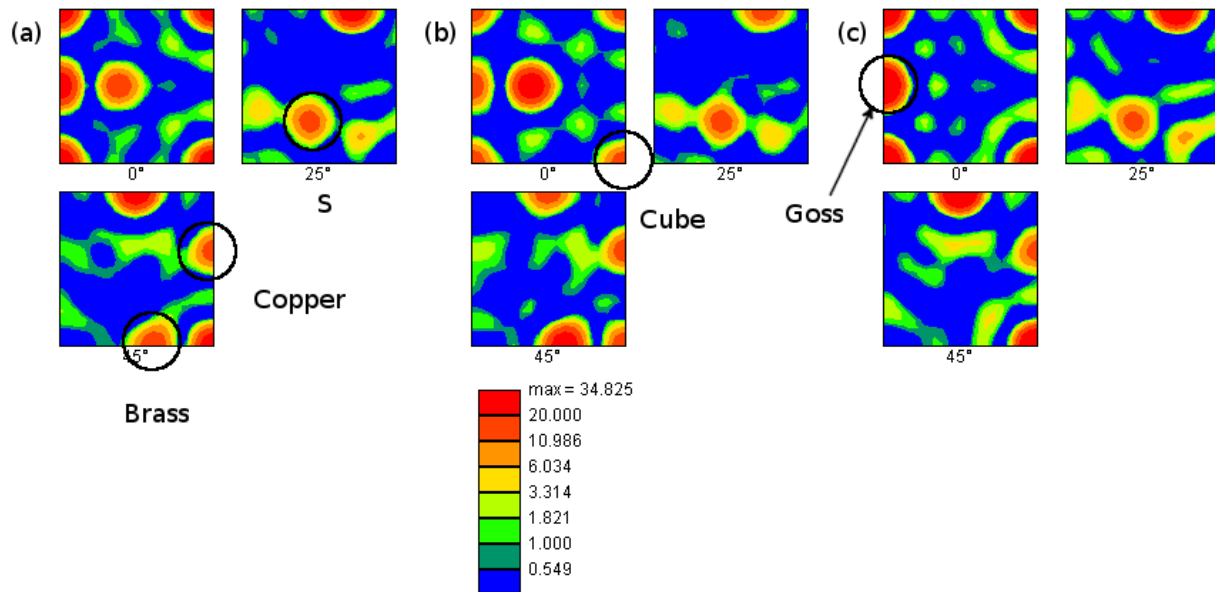 (a)
(b)
(c)
0°
25°
0°
25°
0°
25°
S
Cube
Goss
Copper
45°
45°
45°
Brass
max = 34.825
20.000
10.986
6.034
3.314
1.821
1.000
0.549